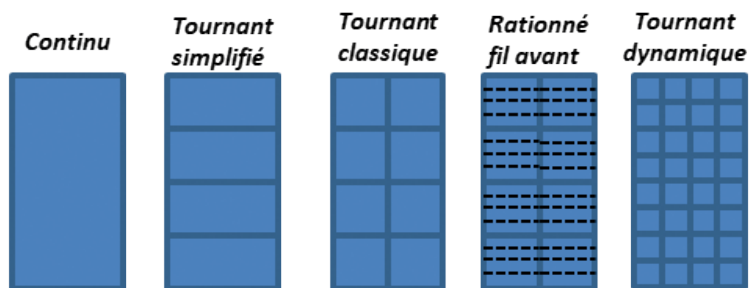 Continu
Tournant
simplifié
Tournant
classique
Rationné
fil avant
Tournant
dynamique